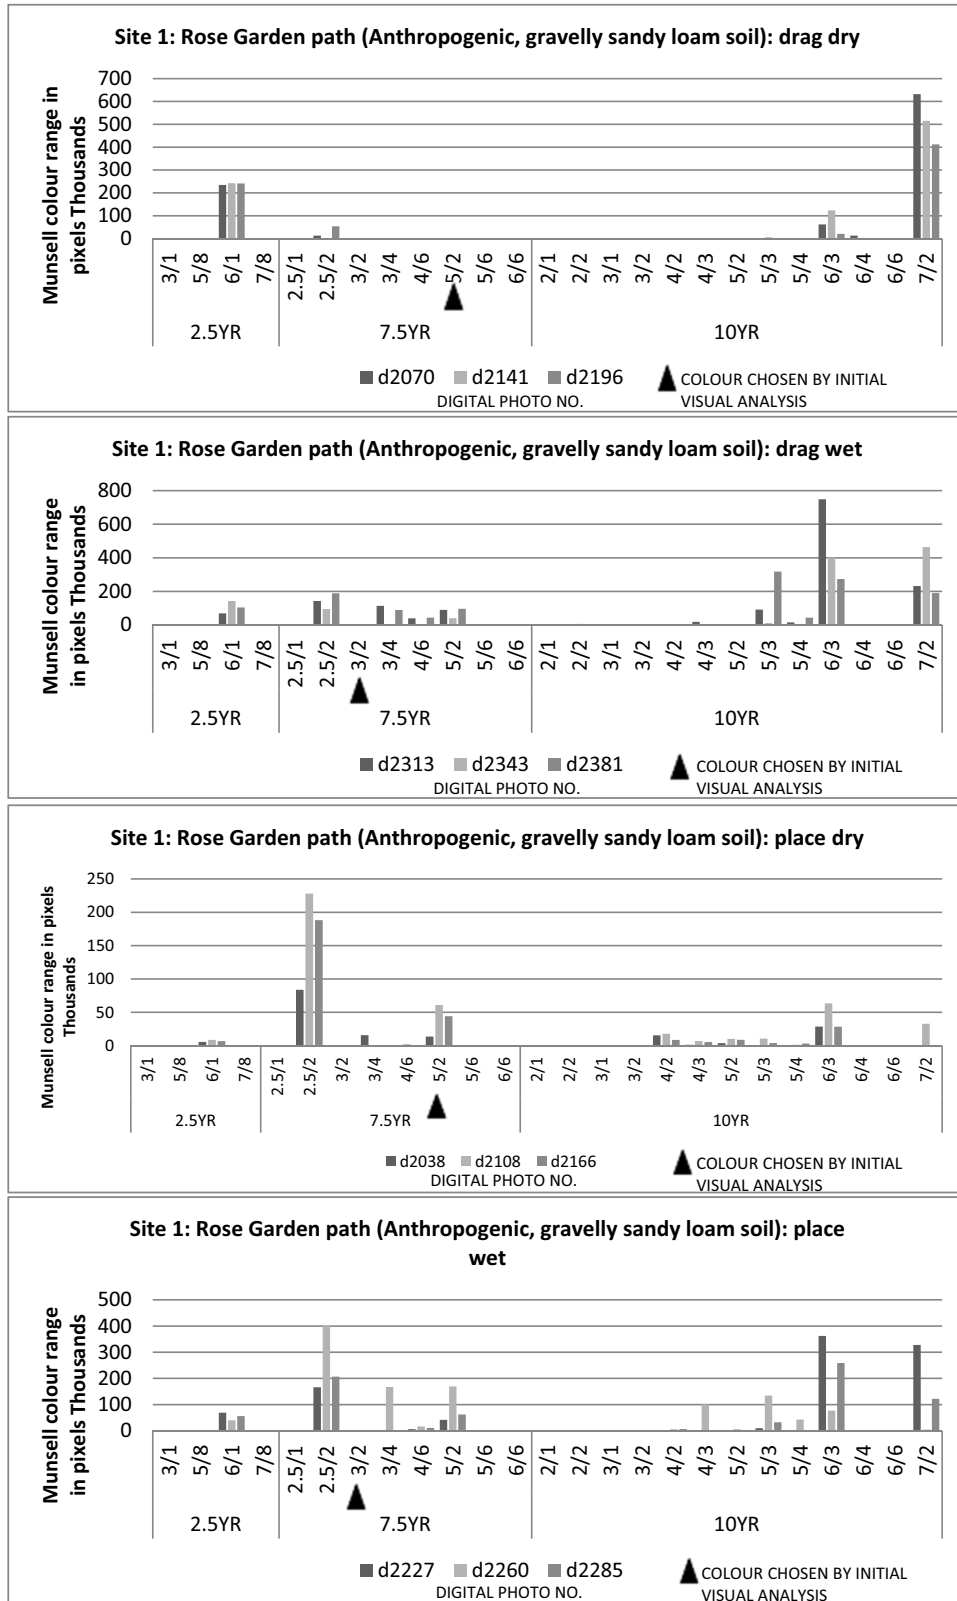 Site 1: Rose Garden path (Anthropogenic, gravelly sandy loam soil): drag dry
Munsell colour range in
pixels Thousands
700
600
500
400
300
200
100
0
3/1 5/8 6/1 7/8 2.5/1 2.5/2 3/2 3/4 4/6 5/2 5/6 6/6 2/1 2/2 3/2 4/2 4/3 5/2 5/3 5/4 6/3 6/4 6/6 7/2
2.5YR 7.5YR 10YR
d2070 d2141 d2196 COLOUR CHOSEN BY INITIAL
DIGITAL PHOTO NO. VISUAL ANALYSIS
Site 1: Rose Garden path (Anthropogenic, gravelly sandy loam soil): drag wet
Munsell colour range
in pixels Thousands
800
600
400
200
0
3/1 5/8 6/1 7/8 2.5/1 2.5/2 3/2 3/4 4/6 5/2 5/6 6/6 2/1 2/2 3/2 4/2 4/3 5/2 5/3 5/4 6/3 6/4 6/6 7/2
2.5YR 7.5YR 10YR
d2313 d2343 d2381 COLOUR CHOSEN BY INITIAL
DIGITAL PHOTO NO. VISUAL ANALYSIS
Site 1: Rose Garden path (Anthropogenic, gravelly sandy loam soil): place dry
Munsell colour range in pixels
Thousands
250
200
150
100
50
0
3/1 5/8 6/1 7/8 2.5/1 2.5/2 3/2 3/4 4/6 5/2 5/6 6/6 2/1 2/2 3/2 4/2 4/3 5/2 5/3 5/4 6/3 6/4 6/6 7/2
2.5YR 7.5YR 10YR
d2038 d2108 d2166 COLOUR CHOSEN BY INITIAL
DIGITAL PHOTO NO. VISUAL ANALYSIS
Site 1: Rose Garden path (Anthropogenic, gravelly sandy loam soil): place
wet
Munsell colour range
in pixels Thousands
500
400
300
200
100
0
3/1 5/8 6/1 7/8 2.5/1 2.5/2 3/2 3/4 4/6 5/2 5/6 6/6 2/1 2/2 3/2 4/2 4/3 5/2 5/3 5/4 6/3 6/4 6/6 7/2
2.5YR 7.5YR 10YR
d2227 d2260 d2285 COLOUR CHOSEN BY INITIAL
DIGITAL PHOTO NO. VISUAL ANALYSIS